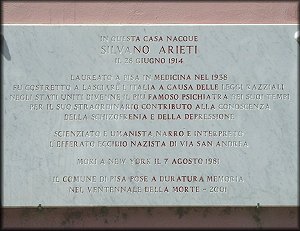 IN QUESTA CASA NACQUE
SILVANO ARIETI
IL 28 GIUGNO 1914
LAUREATO A PISA IN MEDICINA NEL 1938
FU COSTRETTO A LASCIARE L'ITALIA A CAUSA DELLE LEGGI RAZZIALI
NEGLI STATI UNITI DIVENNE IL PIÙ FAMOSO PSICHIATRA DEI SUOI TEMPI
PER IL SUO STRAORDINARIO CONTRIBUTO ALLA CONOSCENZA
DELLA SCHIZOFRENIA E DELLA DEPRESSIONE
SCIENZIATO E UMANISTA NARRÒ E INTERPRETÒ
L'EFFERATO ECCIDIO NAZISTA DI VIA SAN ANDREA
MORÌ A NEW YORK IL 7 AGOSTO 1981
IL COMUNE DI PISA POSE A DURATURA MEMORIA
NEL VENTENNALE DELLA MORTE - 2001